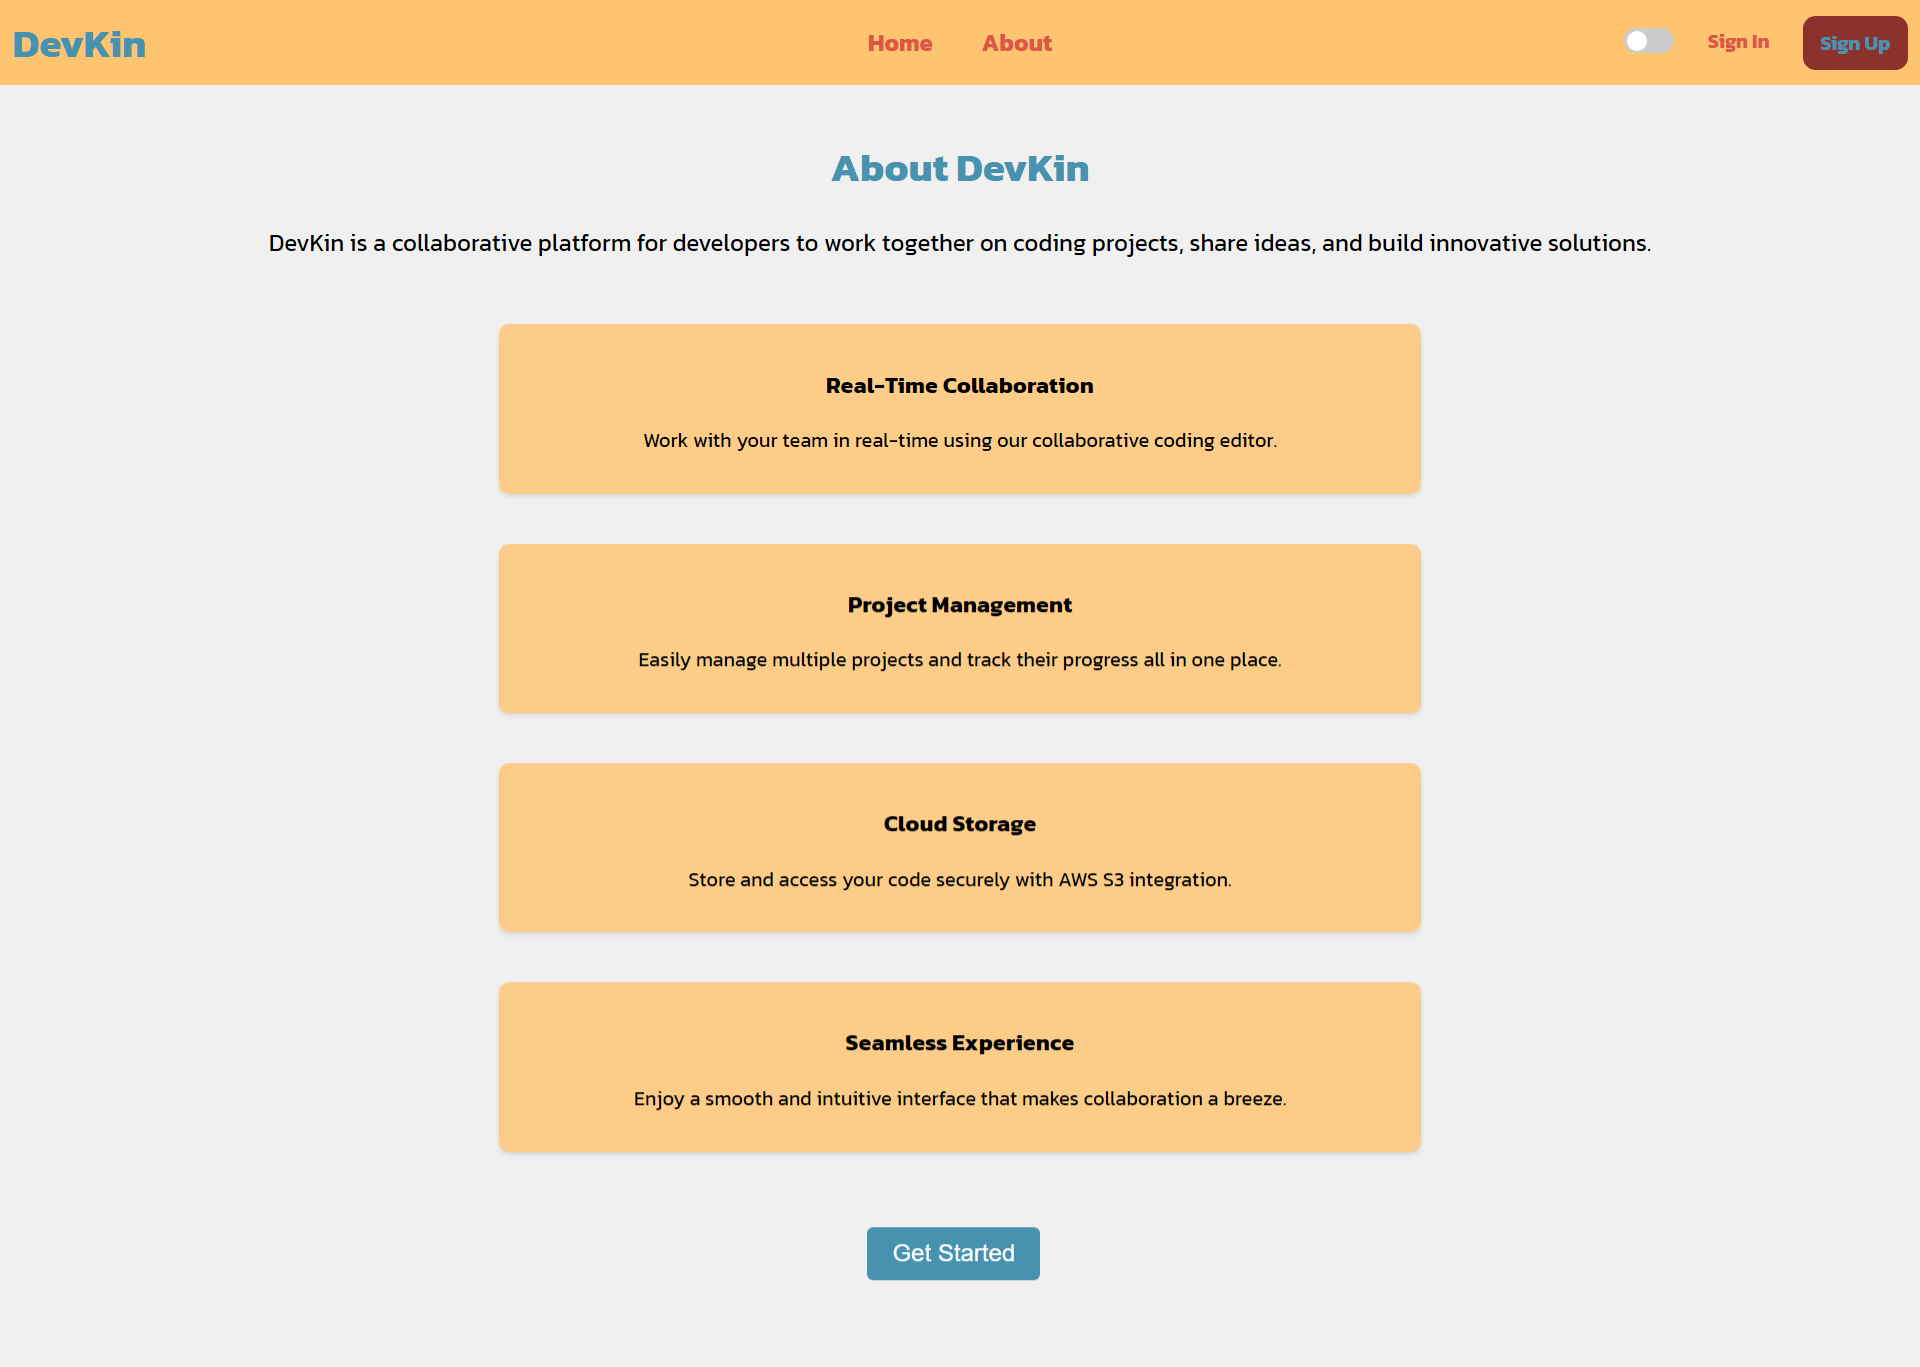 DevKin
Home About
Sign In
Sign Up
About DevKin
DevKin is a collaborative platform for developers to work together on coding projects, share ideas, and build innovative solutions.
Real-Time Collaboration
Work with your team in real-time using our collaborative coding editor.
Project Management
Easily manage multiple projects and track their progress all in one place.
Cloud Storage
Store and access your code securely with AWS S3 integration.
Seamless Experience
Enjoy a smooth and intuitive interface that makes collaboration a breeze.
Get Started